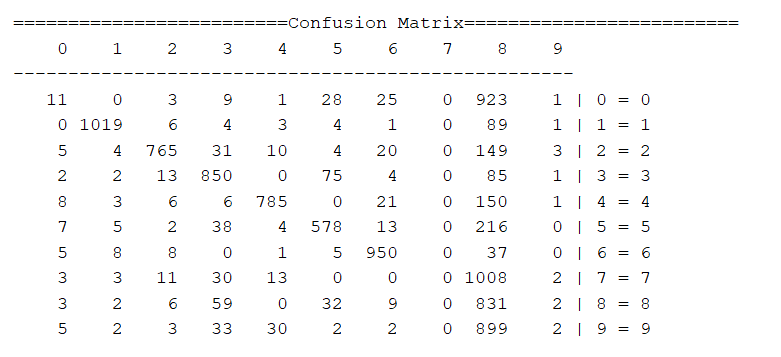 =========================Confusion Matrix=========================
0 1 2 3 4 5 6 7 8 9
---------------------------------------------------
11 0 3 9 1 28 25 0 923 1 | 0 = 0
0 1019 6 4 3 4 1 0 89 1 | 1 = 1
5 4 765 31 10 4 20 0 149 3 | 2 = 2
2 2 13 850 0 75 4 0 85 1 | 3 = 3
8 3 6 6 785 0 21 0 150 1 | 4 = 4
7 5 2 38 4 578 13 0 216 0 | 5 = 5
5 8 8 0 1 5 950 0 37 0 | 6 = 6
3 3 11 30 13 0 0 0 1008 2 | 7 = 7
3 2 6 59 0 32 9 0 831 2 | 8 = 8
5 2 3 33 30 2 2 0 899 2 | 9 = 9